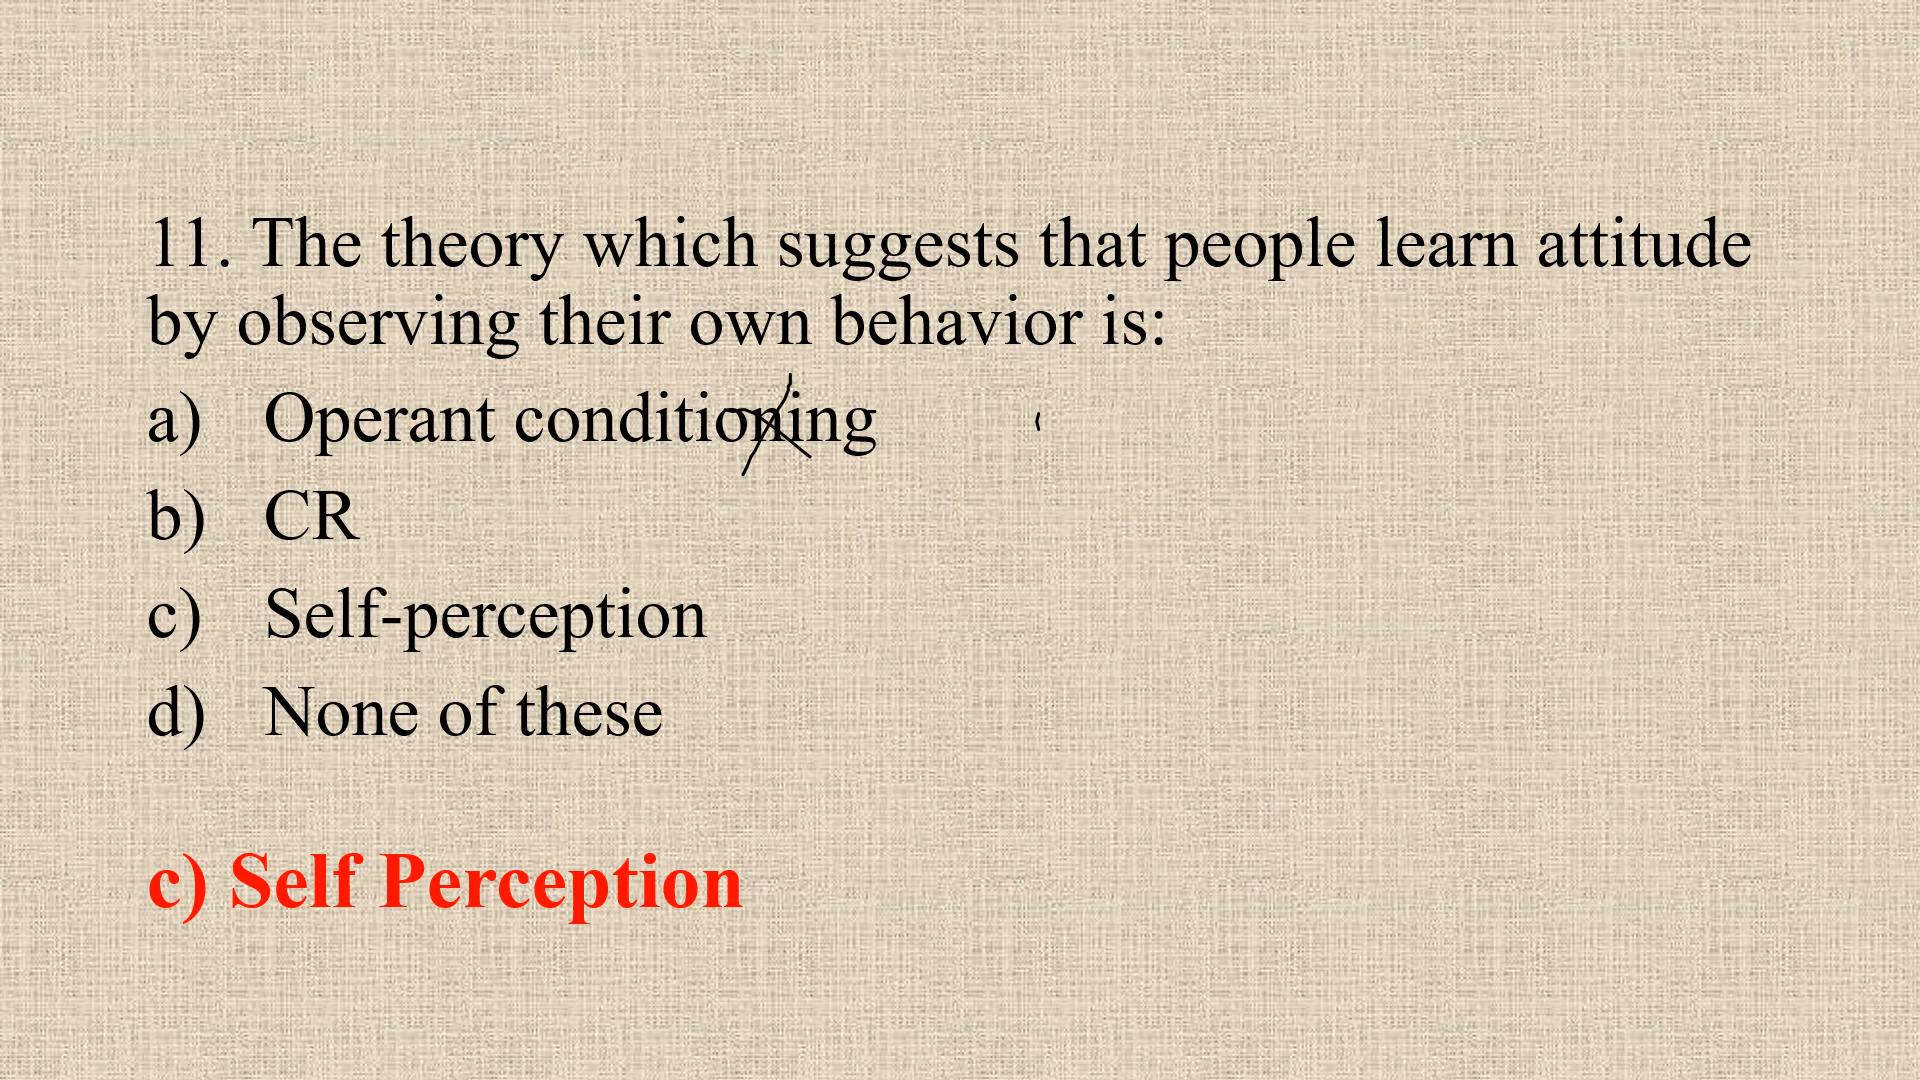 11. The theory which suggests that people learn attitude
by observing their own behavior is:
a) Operant conditioning
b) CR
c) Self-perception
d) None of these
c) Self Perception